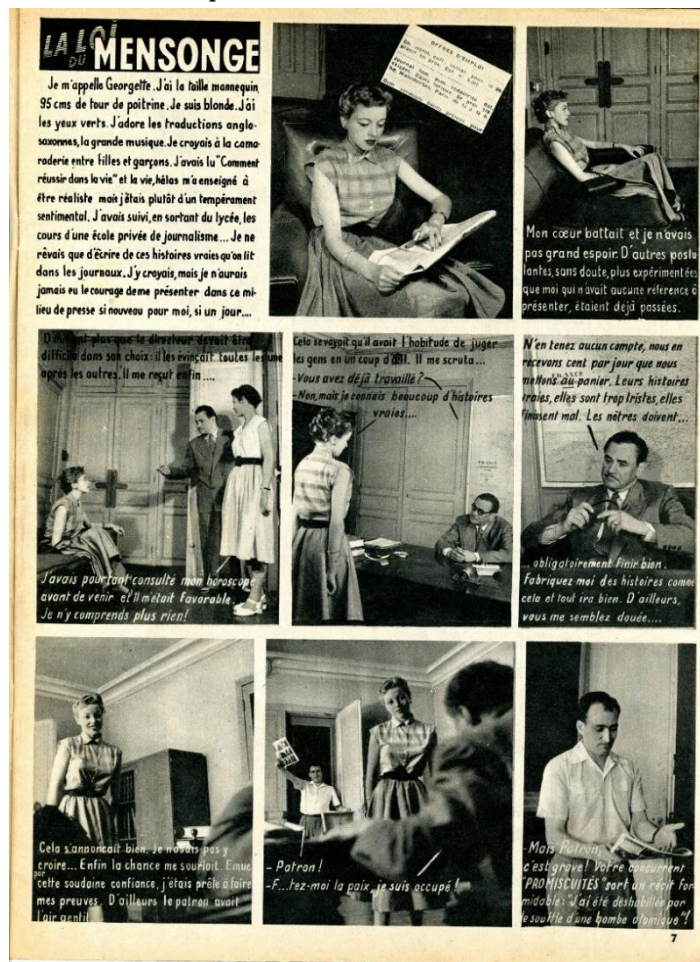 LA LOI
DU
MENSONGE
Je m'appelle Georgette. J'ai la taille mannequin,
95 cms de tour de poitrine. Je suis blonde. J'ai
les yeux verts. J'adore les traductions anglo-
saxonnes, la grande musique. Je croyais à la cama-
raderie entre filles et garçons. J'avais lu "Comment
réussir dans la vie" et la vie, hélas m'a enseigné à
être réaliste mais j'étais plutôt d'un tempérament
sentimental. J'avais suivi, en sortant du lycée, les
cours d'une école privée de journalisme... Je ne
rêvais que d'écrire de ces histoires vraies qu'on lit
dans les journaux. J'y croyais, mais je n'aurais
jamais eu le courage de me présenter dans ce mi-
lieu de presse si nouveau pour moi, si un jour....
OFFRES D'EMPLOI
Mon cœur battait et je n'avais
pas grand espoir. D'autres postu
lantes, sans doute, plus expérimentées
que moi qui n'avait aucune référence à
présenter, étaient déjà passées.
D'autant plus que le directeur devait être
difficile dans son choix : il les évinçait toutes les une
après les autres. Il me reçut enfin ....
J'avais pourtant consulté mon horoscope
avant de venir et il m'était favorable.
Je n'y comprends plus rien!
Cela se voyait qu'il avait l'habitude de juger
les gens en un coup d'œil. Il me scruta...
- Vous avez déjà travaillé ?
- Non, mais je connais beaucoup d'histoires
vraies....
FRANCE
N'en tenez aucun compte, nous en
recevons cent par jour que nous
mettons au panier. Leurs histoires
vraies, elles sont trop tristes, elles
finissent mal. Les nôtres doivent...
FRANCE
... obligatoirement finir bien.
Fabriquez moi des histoires comme
cela et tout ira bien. D'ailleurs,
vous me semblez douée....
Cela s'annonçait bien. Je n'osais pas y
croire... Enfin la chance me souriait. Emue
par
cette soudaine confiance, j'étais prête à faire
mes preuves. D'ailleurs le patron avait
l'air gentil
- Patron !
- F...tez-moi la paix, je suis occupé !
- Mais Patron,
c'est grave ! Votre concurrent
"PROMISCUITÉS" sort un récit for
midable : "J'ai été déshabillée par
le souffle d'une bombe atomique" !
7